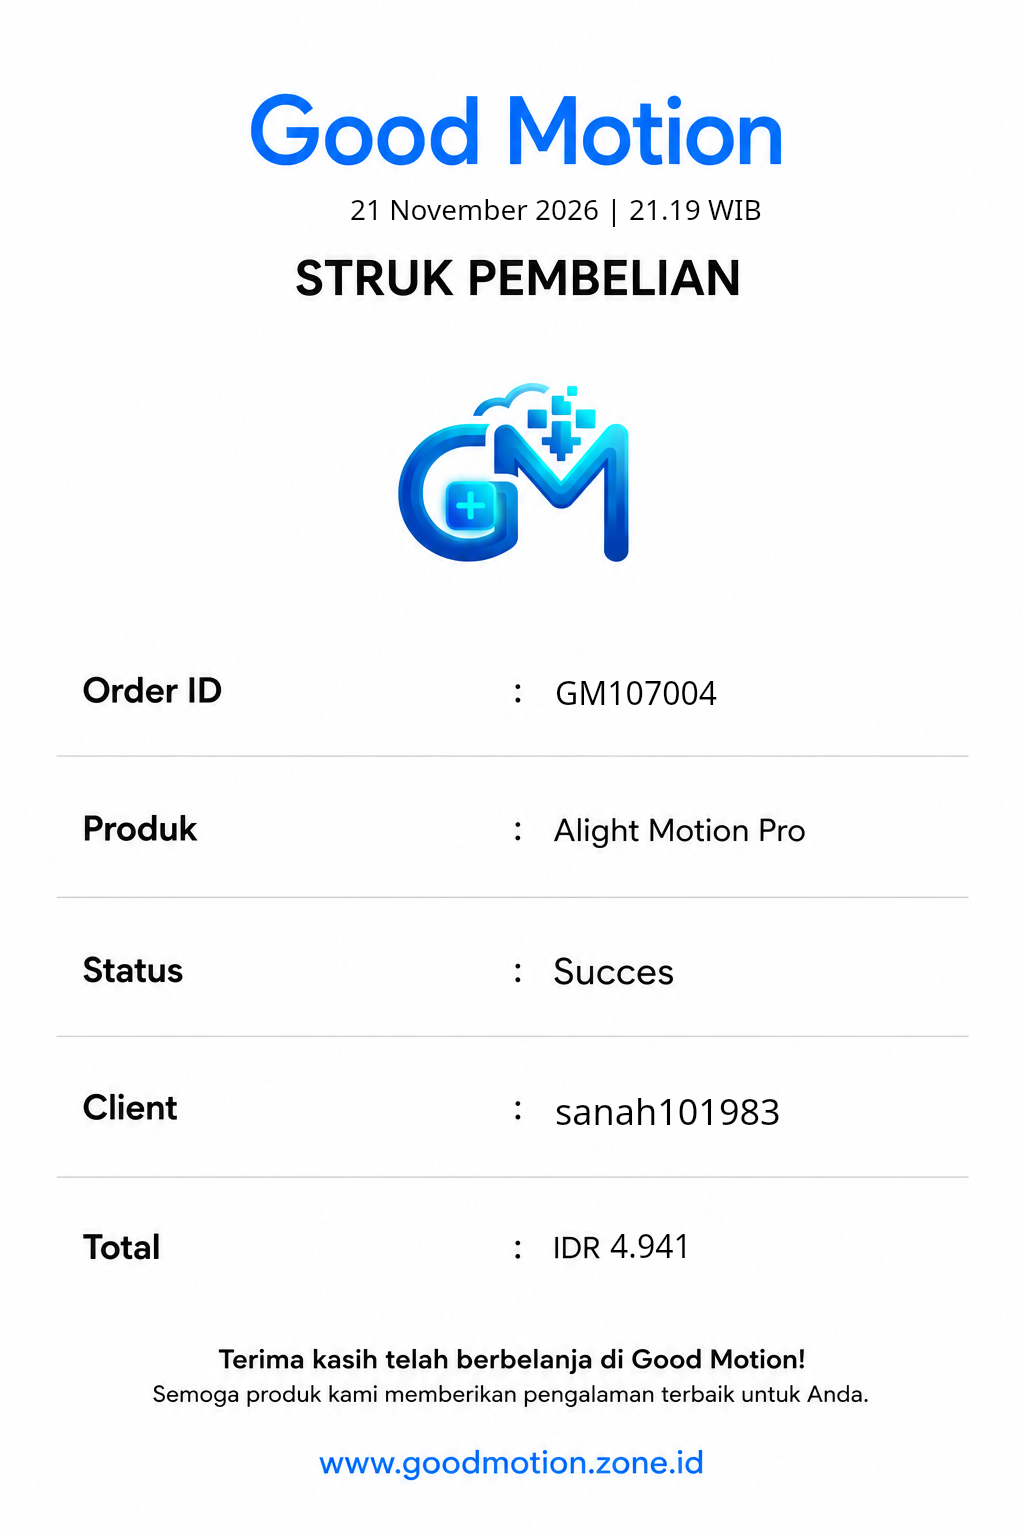 Good Motion
21 November 2026 | 21.19 WIB
STRUK PEMBELIAN
GM
Order ID : GM107004
Produk : Alight Motion Pro
Status : Succes
Client : sanah101983
Total : IDR 4.941
Terima kasih telah berbelanja di Good Motion!
Semoga produk kami memberikan pengalaman terbaik untuk Anda.
www.goodmotion.zone.id